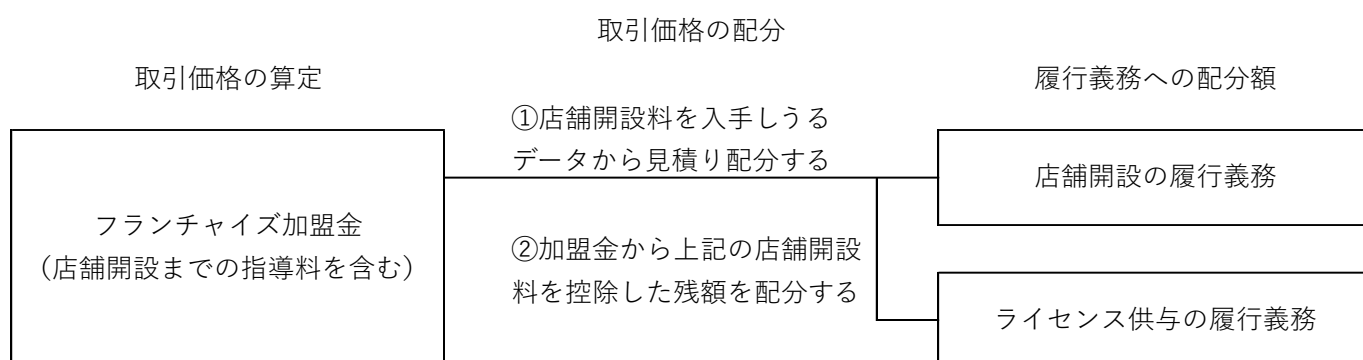 取引価格の配分
取引価格の算定
履行義務への配分額
①店舗開設料を入手しうる
データから見積り配分する
店舗開設の履行義務
フランチャイズ加盟金
（店舗開設までの指導料を含む）
②加盟金から上記の店舗開設
料を控除した残額を配分する
ライセンス供与の履行義務